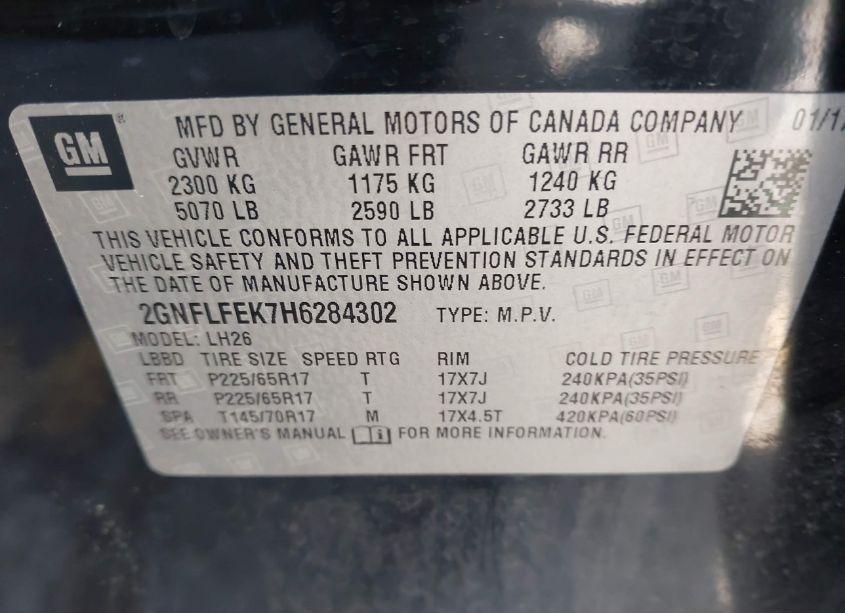 GM ® MFD BY GENERAL MOTORS OF CANADA COMPANY 01/17
GVWR GAWR FRT GAWR RR
2300 KG 1175 KG 1240 KG
5070 LB 2590 LB 2733 LB
THIS VEHICLE CONFORMS TO ALL APPLICABLE U.S. FEDERAL MOTOR
VEHICLE SAFETY AND THEFT PREVENTION STANDARDS IN EFFECT ON
THE DATE OF MANUFACTURE SHOWN ABOVE.
2GNFLFEK7H6284302 TYPE: M.P.V.
MODEL: LH26
LBBD TIRE SIZE SPEED RTG RIM COLD TIRE PRESSURE
FRT P225/65R17 T 17X7J 240KPA(35PSI)
RR P225/65R17 T 17X7J 240KPA(35PSI)
SPA T145/70R17 M 17X4.5T 420KPA(60PSI)
SEE OWNER'S MANUAL FOR MORE INFORMATION.